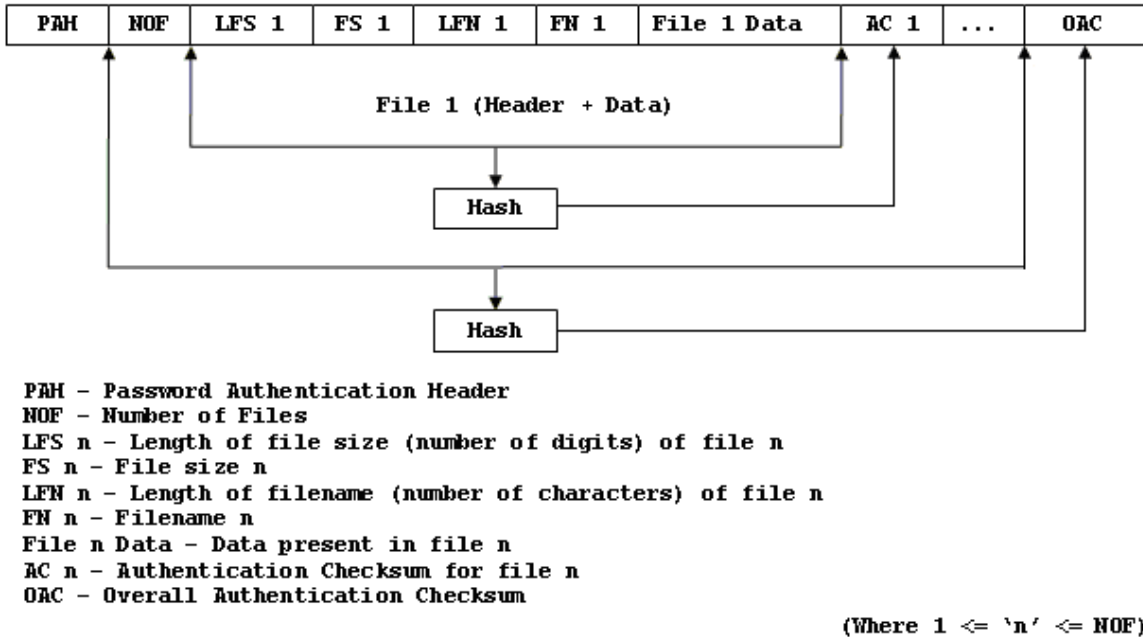 PAH NOF LFS 1 FS 1 LFN 1 FN 1 File 1 Data AC 1 ... OAC
File 1 (Header + Data)
Hash
Hash
PAH – Password Authentication Header
NOF – Number of Files
LFS n – Length of file size (number of digits) of file n
FS n – File size n
LFN n – Length of filename (number of characters) of file n
FN n – Filename n
File n Data – Data present in file n
AC n – Authentication Checksum for file n
OAC – Overall Authentication Checksum
(Where 1 <= ‘n’ <= NOF)